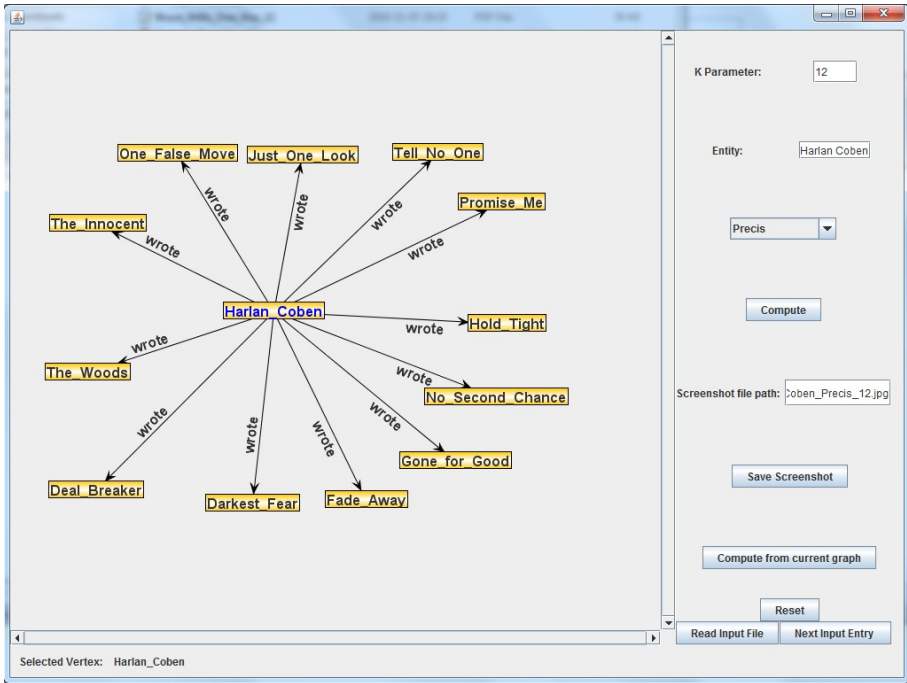 K Parameter: 12
One_False_Move
Just_One_Look
Tell_No_One
Entity: Harlan Coben
wrote
wrote
wrote
Promise_Me
The_Innocent
wrote
wrote
Precis
Harlan_Coben
Compute
wrote
Hold_Tight
wrote
The_Woods
wrote
No_Second_Chance
Screenshot file path: Coben_Precis_12.jpg
wrote
wrote
wrote
wrote
Gone_for_Good
Save Screenshot
Deal_Breaker
Darkest_Fear
Fade_Away
Compute from current graph
Reset
Read Input File Next Input Entry
Selected Vertex: Harlan_Coben